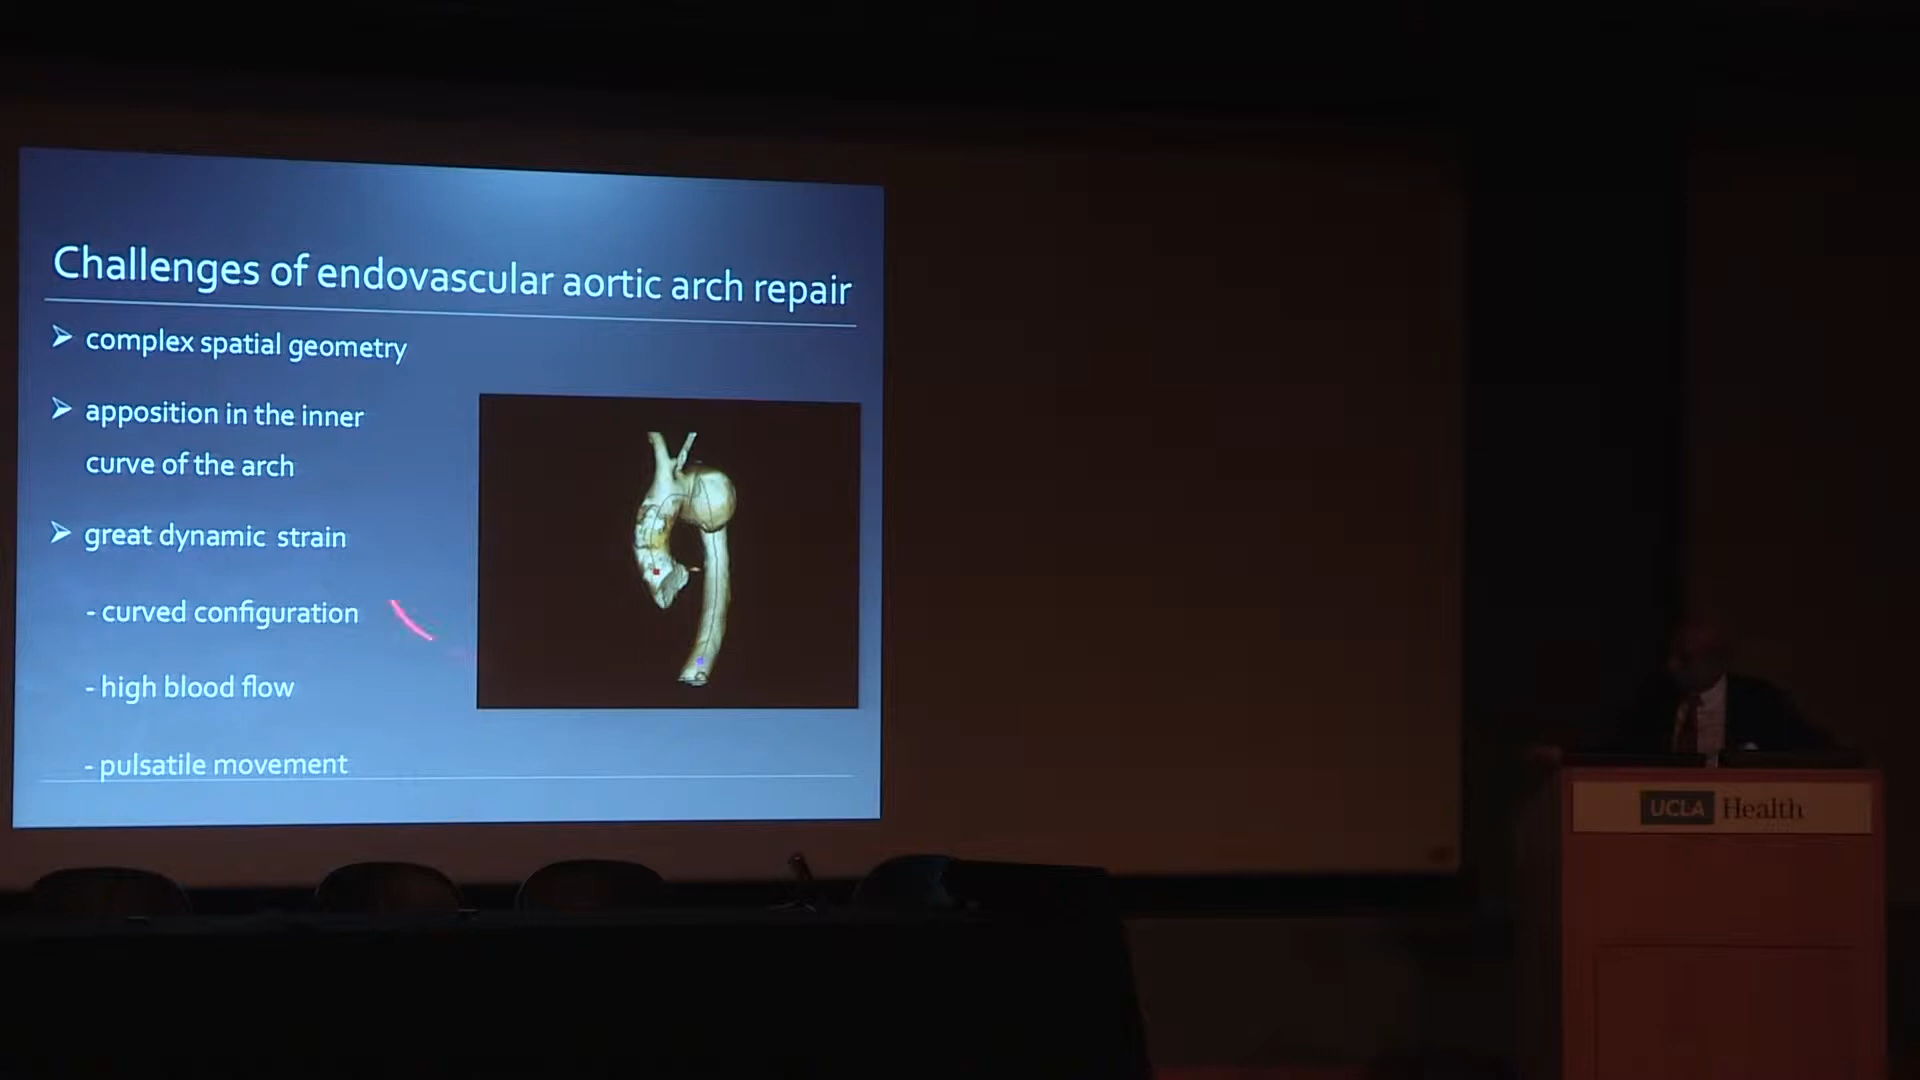 Challenges of endovascular aortic arch repair
➤ complex spatial geometry
➤ apposition in the inner
curve of the arch
➤ great dynamic strain
- curved configuration
- high blood flow
- pulsatile movement
UCLA Health